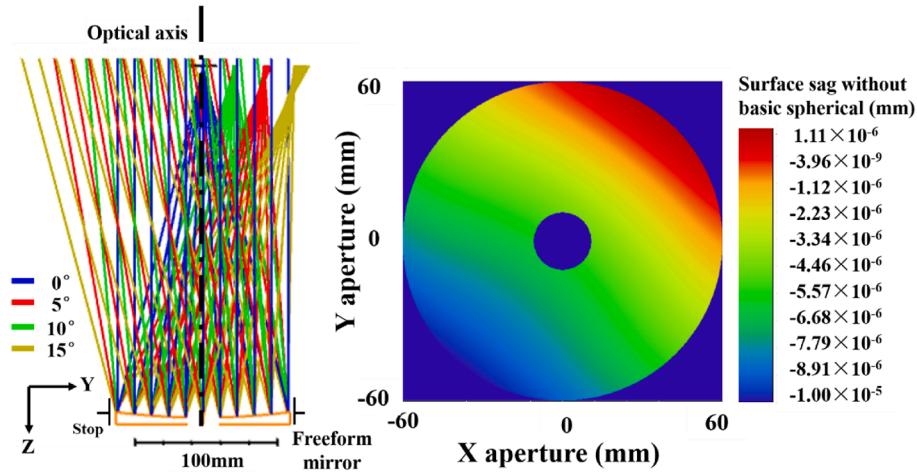 Optical axis
0°
5°
10°
15°
Y
Z
Stop
100mm
Freeform
mirror
60
0
-60
Y aperture (mm)
-60
0
60
X aperture (mm)
Surface sag without
basic spherical (mm)
1.11×10⁻⁶
-3.96×10⁻⁹
-1.12×10⁻⁶
-2.23×10⁻⁶
-3.34×10⁻⁶
-4.46×10⁻⁶
-5.57×10⁻⁶
-6.68×10⁻⁶
-7.79×10⁻⁶
-8.91×10⁻⁶
-1.00×10⁻⁵